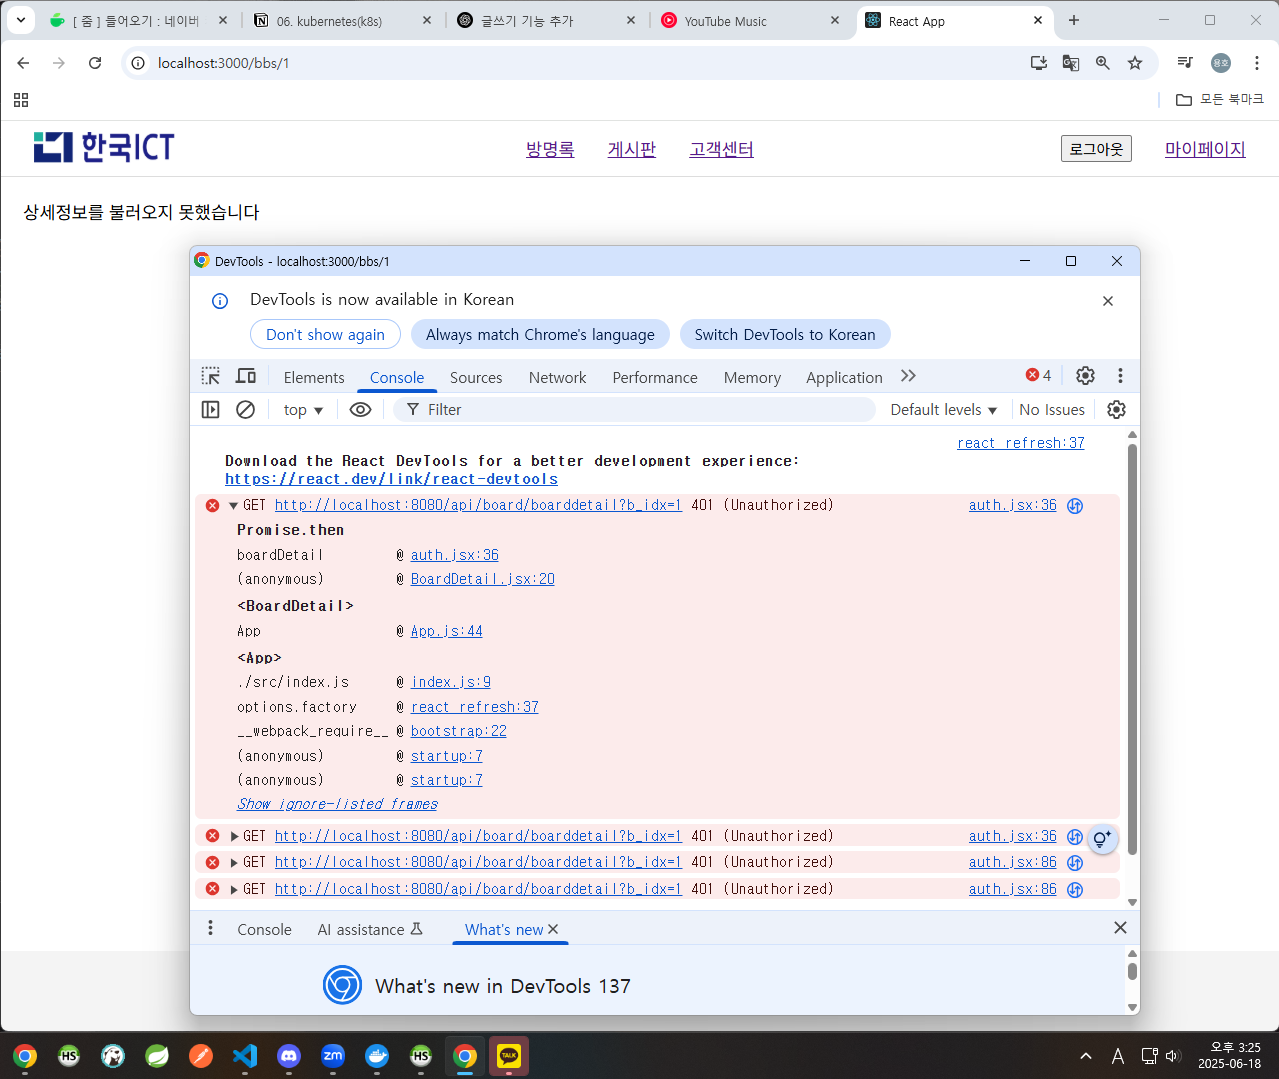 [ 줌 ] 들어오기 : 네이버
06. kubernetes(k8s)
글쓰기 기능 추가
YouTube Music
React App
localhost:3000/bbs/1
용호
모든 북마크
한국ICT
방명록
게시판
고객센터
로그아웃
마이페이지
상세정보를 불러오지 못했습니다
DevTools - localhost:3000/bbs/1
DevTools is now available in Korean
Don't show again
Always match Chrome's language
Switch DevTools to Korean
Elements
Console
Sources
Network
Performance
Memory
Application
4
top
Filter
Default levels
No Issues
react refresh:37
Download the React DevTools for a better development experience:
https://react.dev/link/react-devtools
GET http://localhost:8080/api/board/boarddetail?b_idx=1 401 (Unauthorized) auth.jsx:36
Promise.then
boardDetail @ auth.jsx:36
(anonymous) @ BoardDetail.jsx:20
<BoardDetail>
App @ App.js:44
<App>
./src/index.js @ index.js:9
options.factory @ react refresh:37
__webpack_require__ @ bootstrap:22
(anonymous) @ startup:7
(anonymous) @ startup:7
Show ignore-listed frames
GET http://localhost:8080/api/board/boarddetail?b_idx=1 401 (Unauthorized) auth.jsx:36
GET http://localhost:8080/api/board/boarddetail?b_idx=1 401 (Unauthorized) auth.jsx:86
GET http://localhost:8080/api/board/boarddetail?b_idx=1 401 (Unauthorized) auth.jsx:86
Console
AI assistance
What's new
What's new in DevTools 137
HS
zm
HS
TALK
A
오후 3:25
2025-06-18